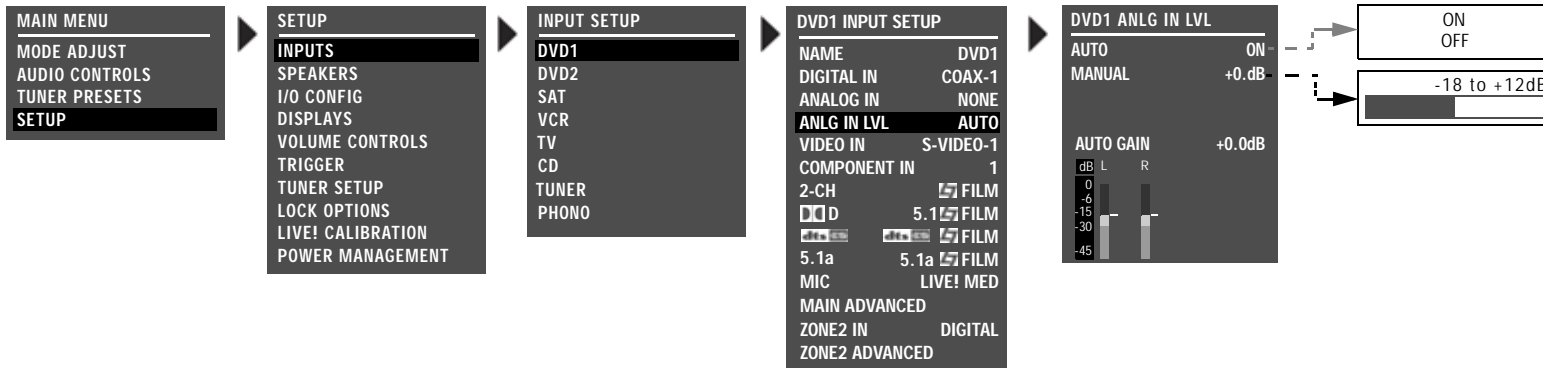 MAIN MENU
MODE ADJUST
AUDIO CONTROLS
TUNER PRESETS
SETUP
SETUP
INPUTS
SPEAKERS
I/O CONFIG
DISPLAYS
VOLUME CONTROLS
TRIGGER
TUNER SETUP
LOCK OPTIONS
LIVE! CALIBRATION
POWER MANAGEMENT
INPUT SETUP
DVD1
DVD2
SAT
VCR
TV
CD
TUNER
PHONO
DVD1 INPUT SETUP
NAME DVD1
DIGITAL IN COAX-1
ANALOG IN NONE
ANLG IN LVL AUTO
VIDEO IN S-VIDEO-1
COMPONENT IN 1
2-CH FILM
D 5.1 FILM
dts ES dts ES FILM
5.1a 5.1a FILM
MIC LIVE! MED
MAIN ADVANCED
ZONE2 IN DIGITAL
ZONE2 ADVANCED
DVD1 ANLG IN LVL
AUTO ON
MANUAL +0.dB
AUTO GAIN +0.0dB
dB L R
0
-6
-15
-30
-45
ON
OFF
-18 to +12dB